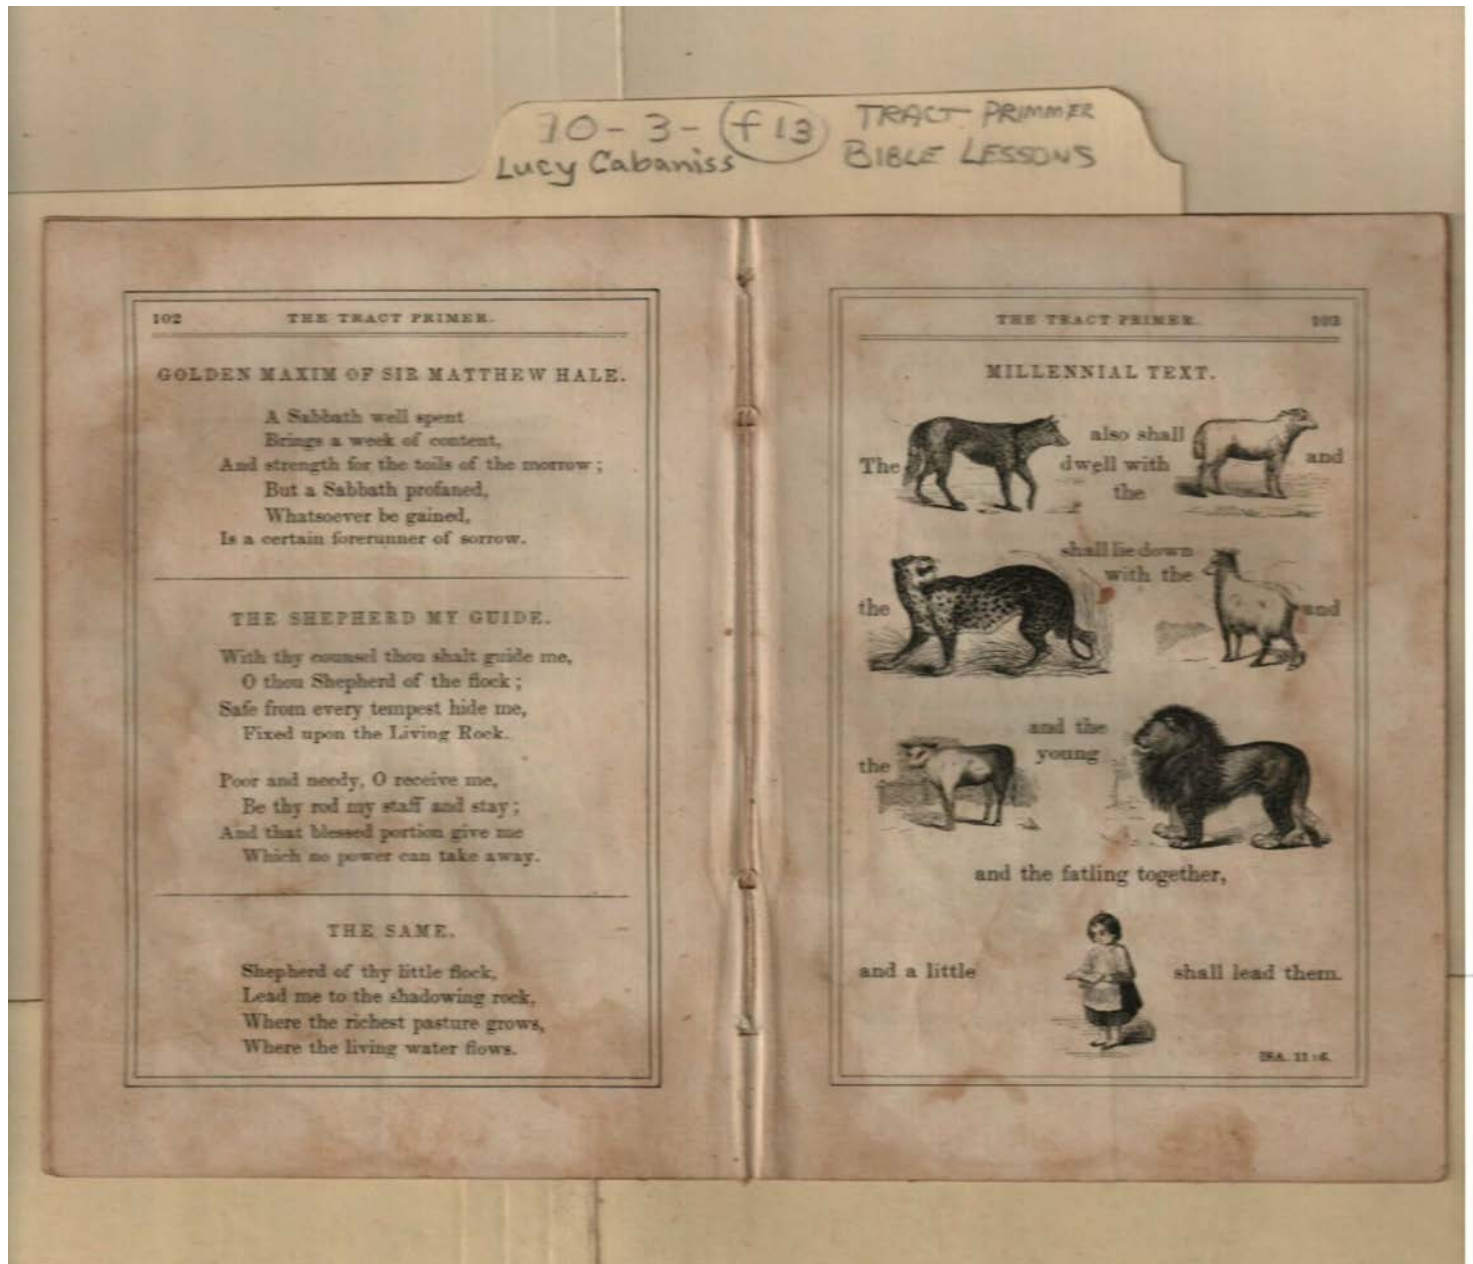 10-3-f13 TRACT PRIMMER
Lucy Cabaniss BIBLE LESSONS
102 THE TRACT PRIMER.
GOLDEN MAXIM OF SIR MATTHEW HALE.
A Sabbath well spent
Brings a week of content,
And strength for the toils of the morrow;
But a Sabbath profaned,
Whatsoever be gained,
Is a certain forerunner of sorrow.
THE SHEPHERD MY GUIDE.
With thy counsel thou shalt guide me,
O thou Shepherd of the flock;
Safe from every tempest hide me,
Fixed upon the Living Rock.
Poor and needy, O receive me,
Be thy rod my staff and stay;
And that blessed portion give me
Which no power can take away.
THE SAME.
Shepherd of thy little flock,
Lead me to the shadowing rock,
Where the richest pasture grows,
Where the living water flows.
THE TRACT PRIMER. 103
MILLENNIAL TEXT.
The also shall
dwell with
the and
the shall lie down
with the and
the and the
young
and the fatling together,
and a little shall lead them.
ISA. 11:6.